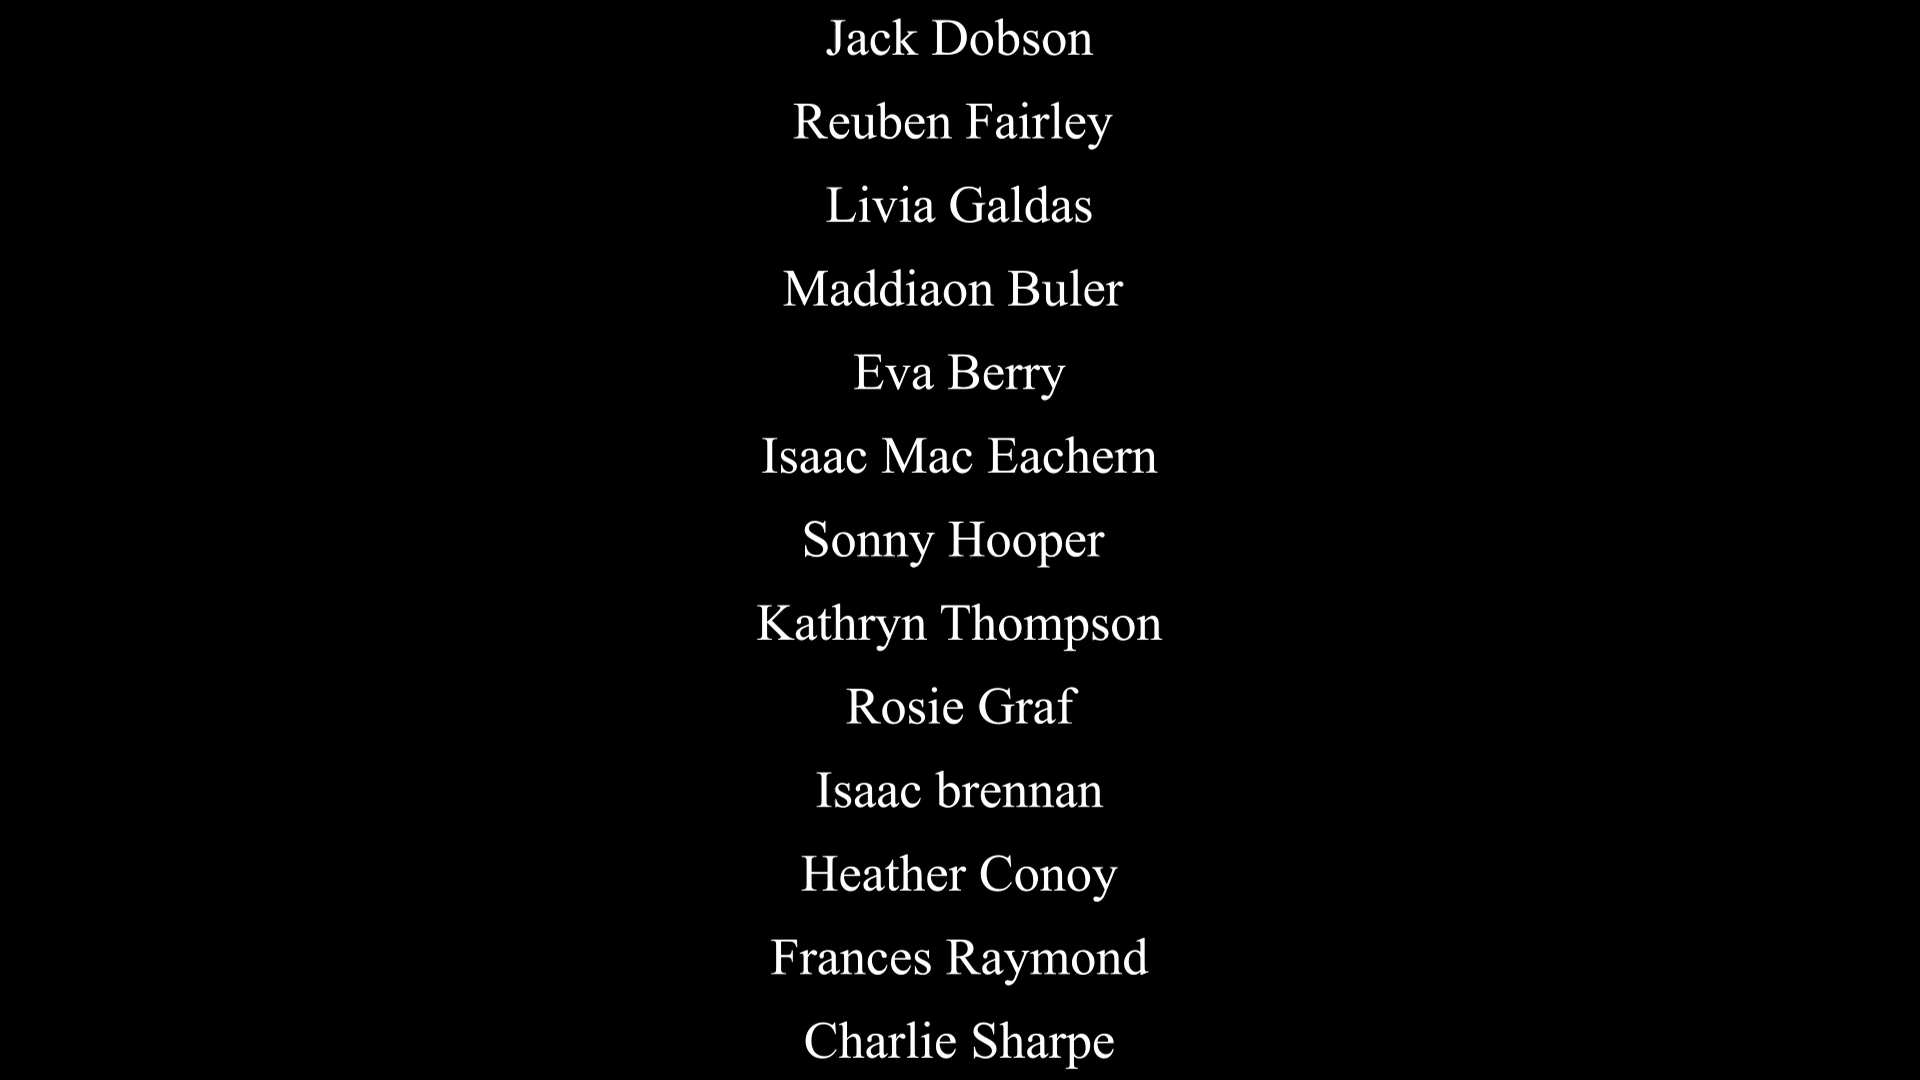 Jack Dobson
Reuben Fairley
Livia Galdas
Maddiaon Buler
Eva Berry
Isaac Mac Eachern
Sonny Hooper
Kathryn Thompson
Rosie Graf
Isaac brennan
Heather Conoy
Frances Raymond
Charlie Sharpe